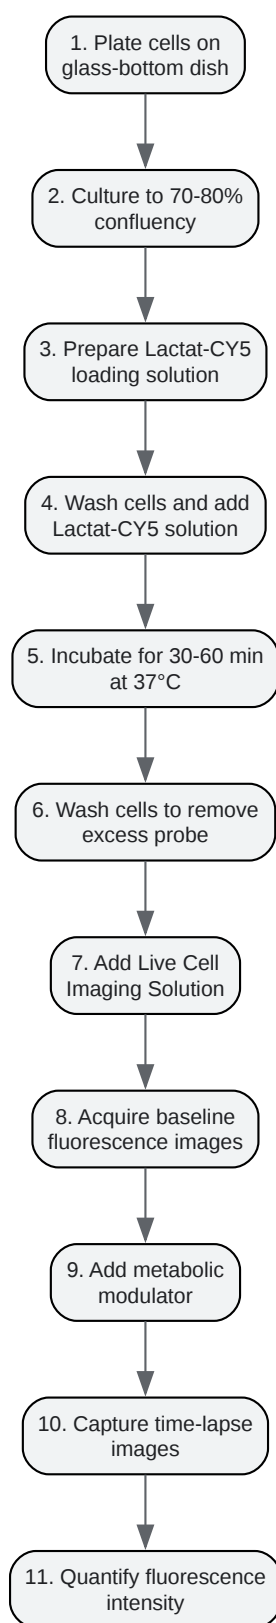 1. Plate cells on
glass-bottom dish
2. Culture to 70-80%
confluency
3. Prepare Lactat-CY5
loading solution
4. Wash cells and add
Lactat-CY5 solution
5. Incubate for 30-60 min
at 37°C
6. Wash cells to remove
excess probe
7. Add Live Cell
Imaging Solution
8. Acquire baseline
fluorescence images
9. Add metabolic
modulator
10. Capture time-lapse
images
11. Quantify fluorescence
intensity